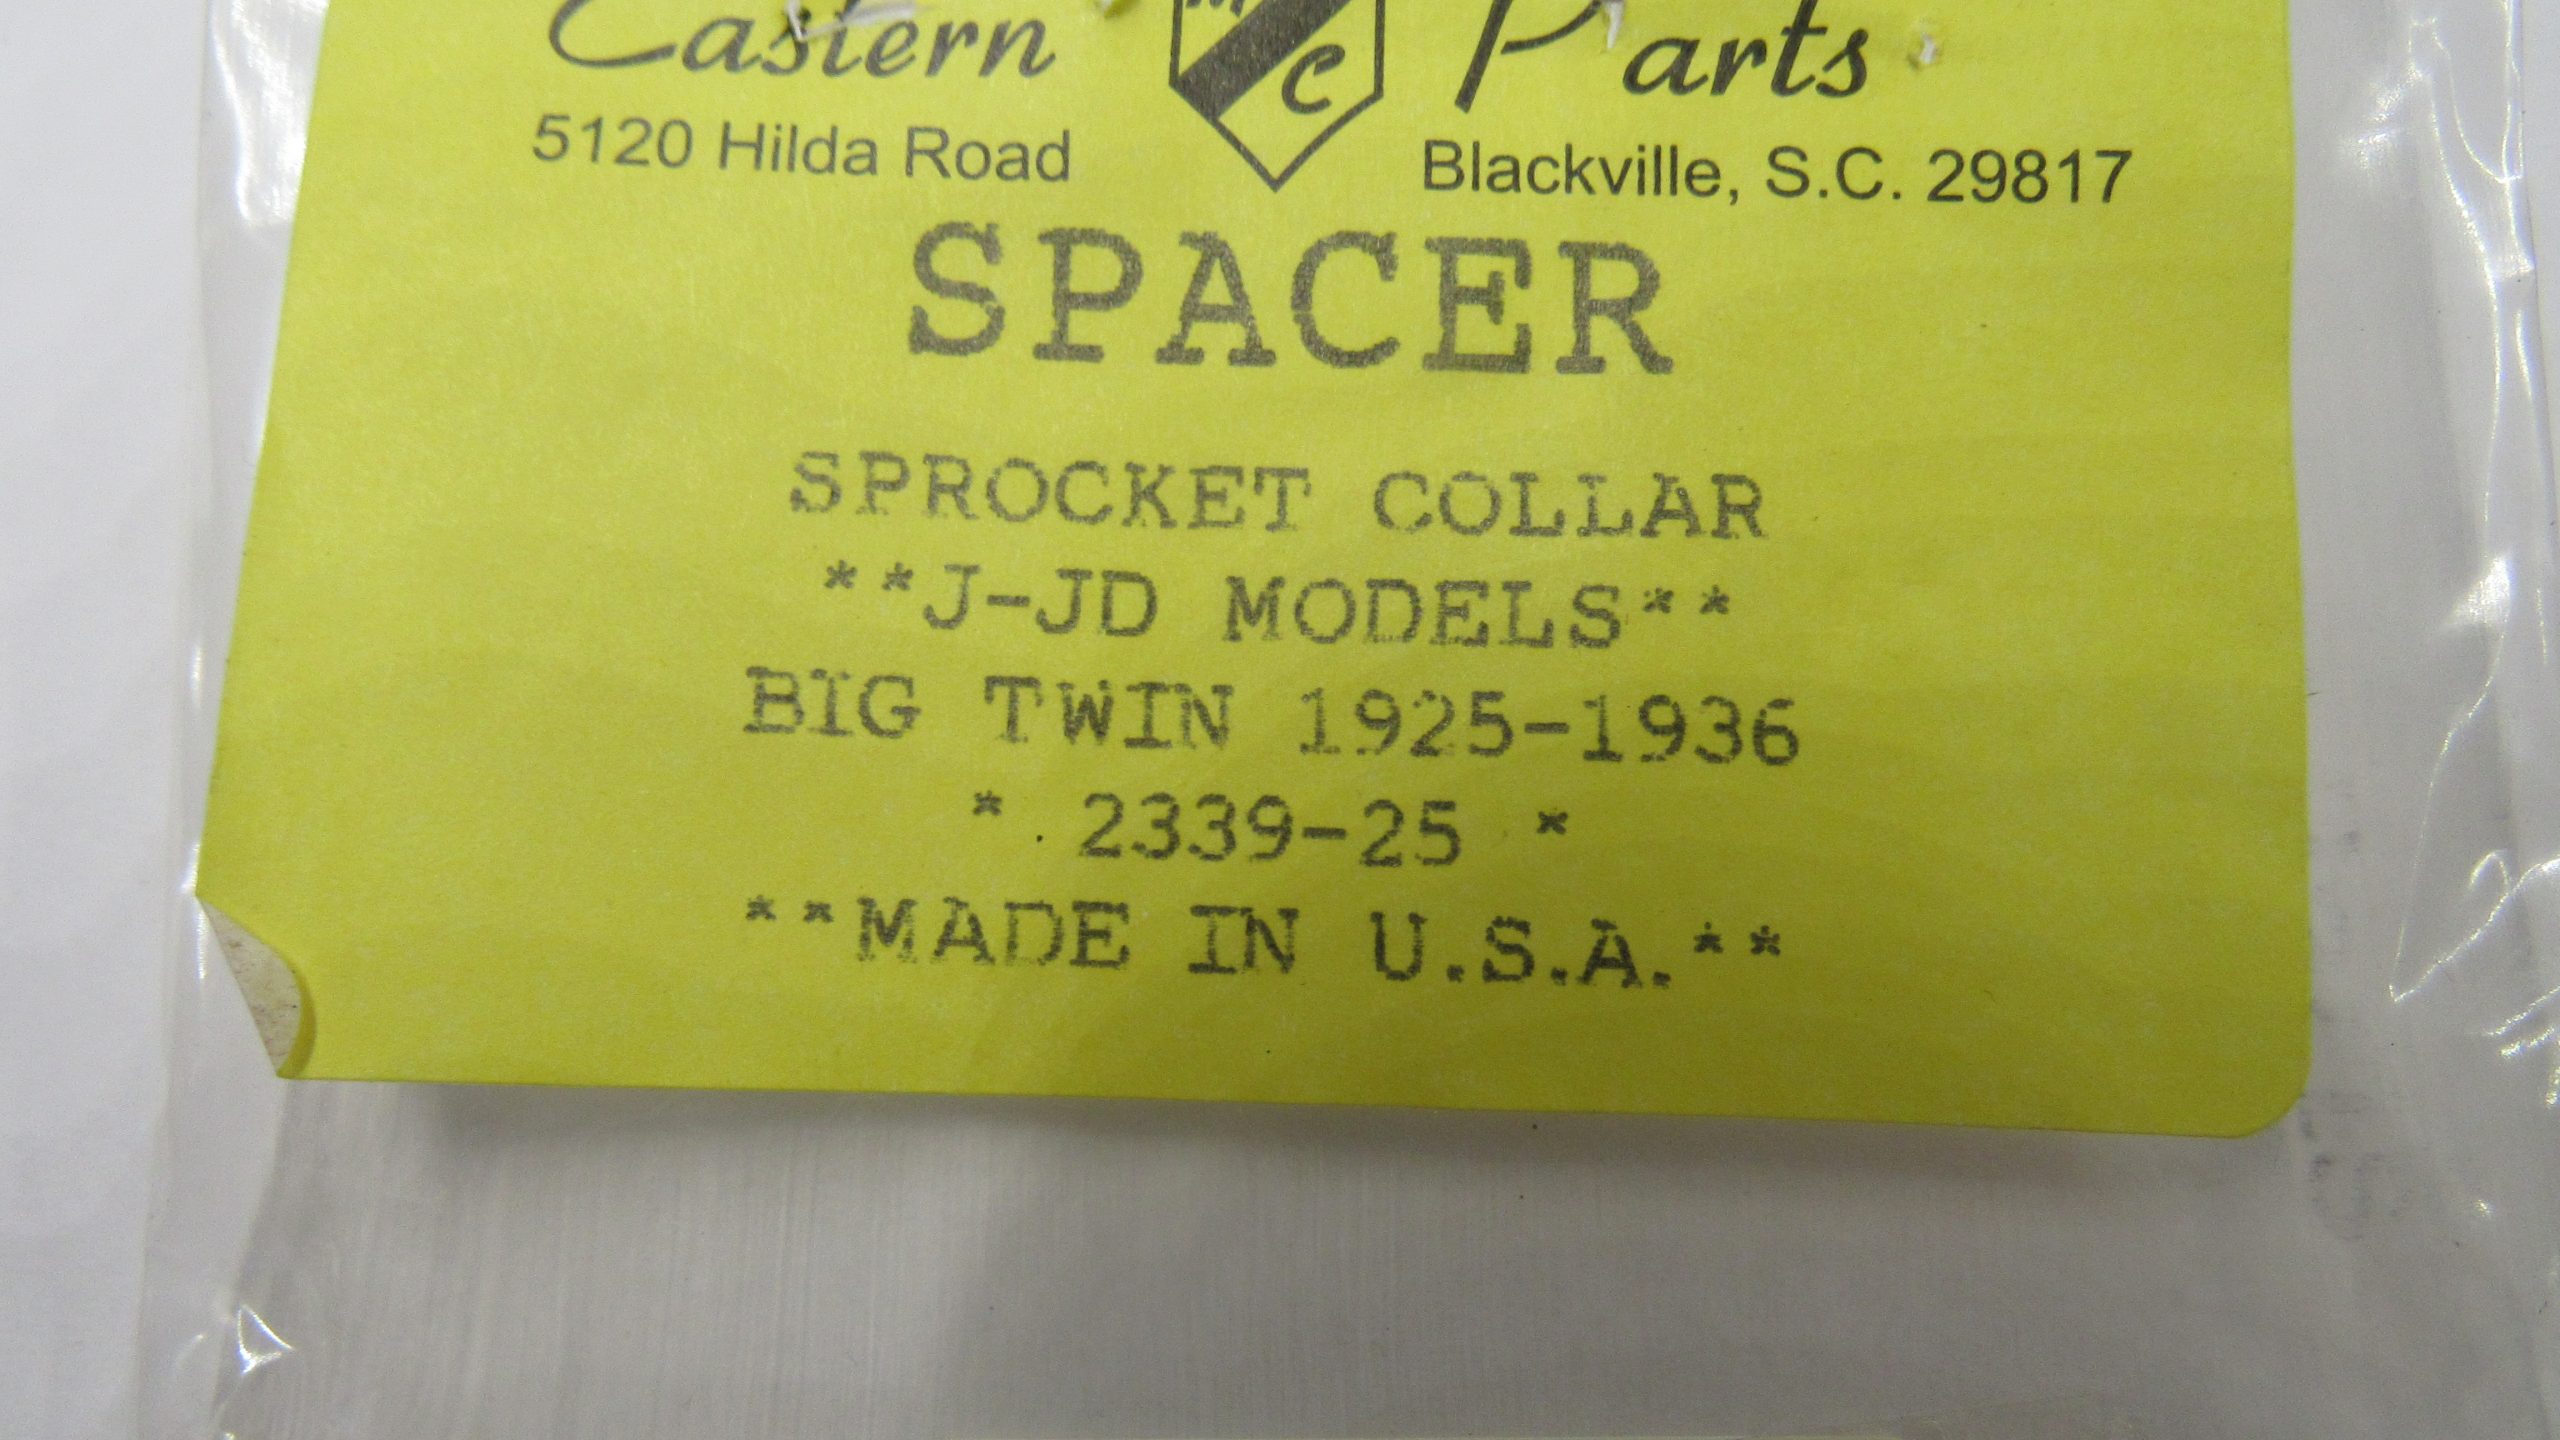 Eastern MC Parts
5120 Hilda Road Blackville, S.C. 29817
SPACER
SPROCKET COLLAR
**J-JD MODELS**
BIG TWIN 1925-1936
* 2339-25 *
**MADE IN U.S.A.**